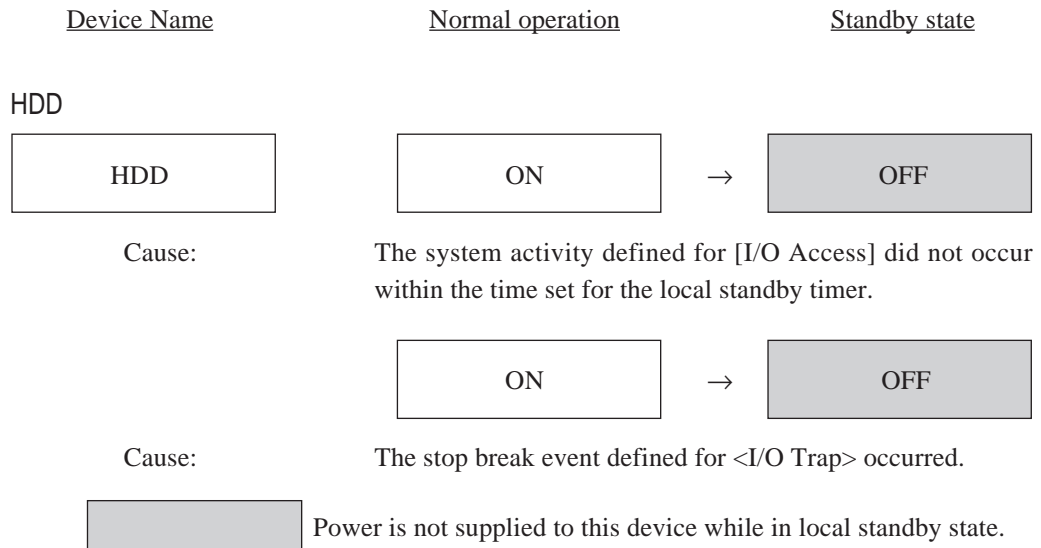 Device Name Normal operation Standby state
HDD
HDD ON → OFF
Cause: The system activity defined for [I/O Access] did not occur
within the time set for the local standby timer.
ON → OFF
Cause: The stop break event defined for <I/O Trap> occurred.
Power is not supplied to this device while in local standby state.